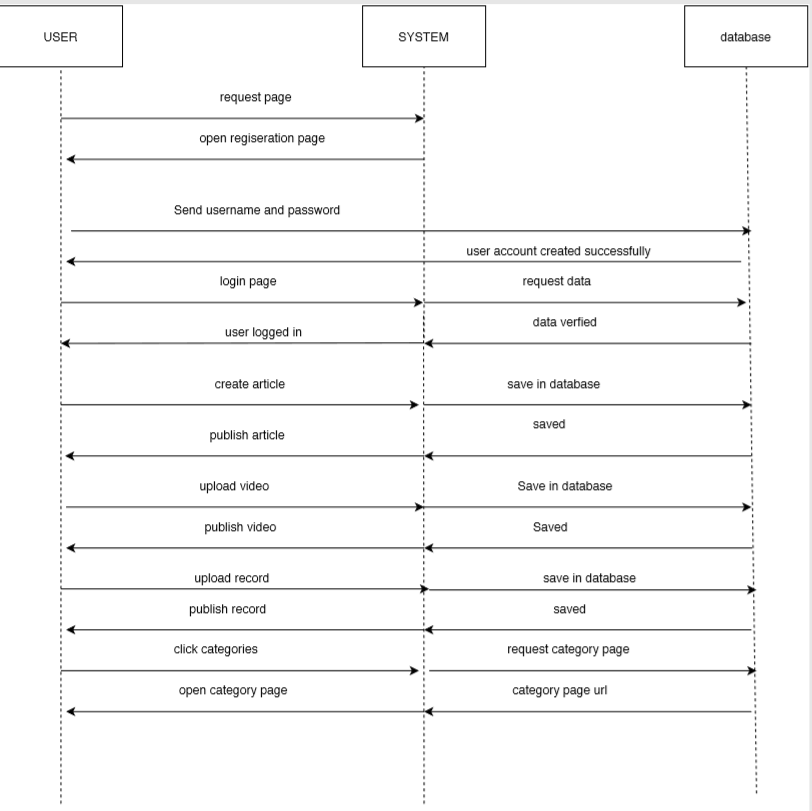 USER
SYSTEM
database
request page
open regiseration page
Send username and password
user account created successfully
login page
request data
data verfied
user logged in
create article
save in database
saved
publish article
upload video
Save in database
publish video
Saved
upload record
save in database
publish record
saved
click categories
request category page
open category page
category page url